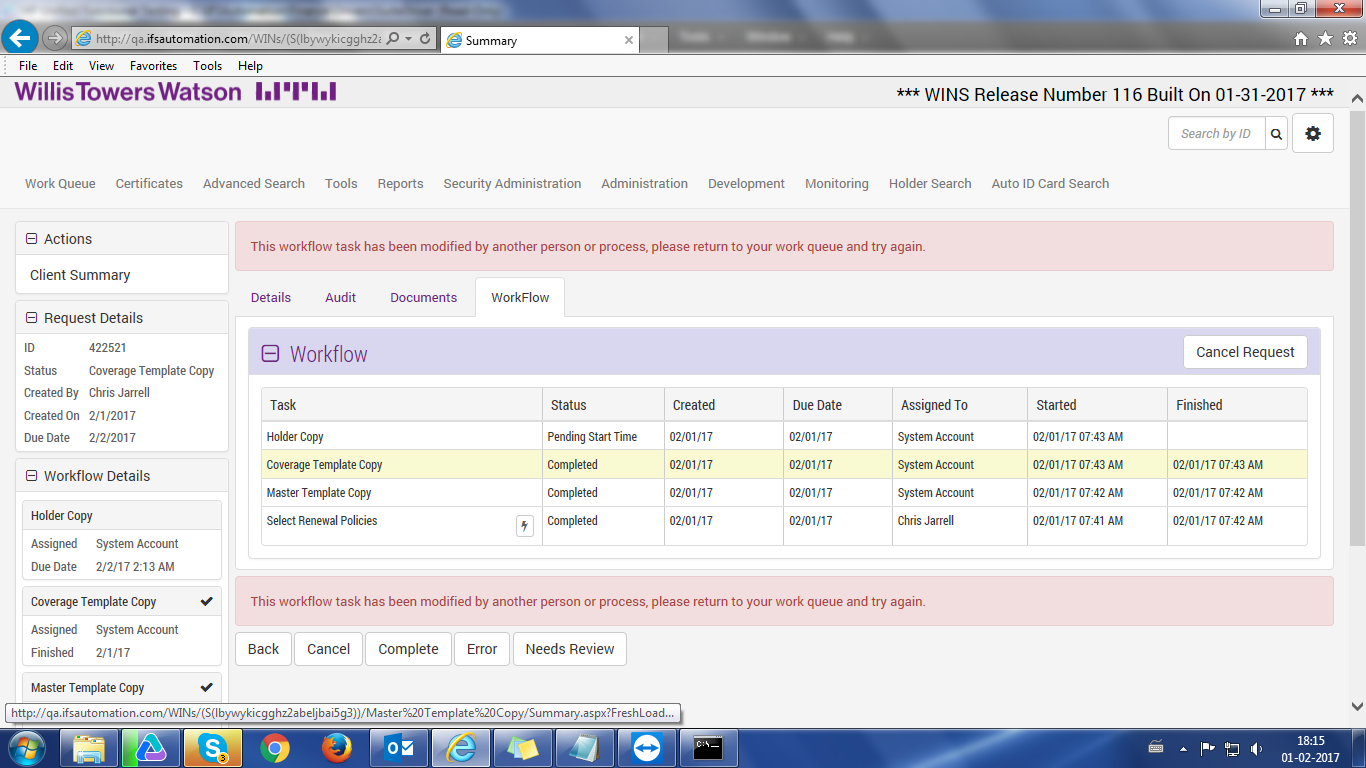 http://qa.ifsautomation.com/WINs/(S(lbywykicgghz2a
Summary
File Edit View Favorites Tools Help
WillisTowersWatson
*** WINS Release Number 116 Built On 01-31-2017 ***
Search by ID
Work Queue Certificates Advanced Search Tools Reports Security Administration Administration Development Monitoring Holder Search Auto ID Card Search
Actions
Client Summary
Request Details
ID 422521
Status Coverage Template Copy
Created By Chris Jarrell
Created On 2/1/2017
Due Date 2/2/2017
Workflow Details
Holder Copy
Assigned System Account
Due Date 2/2/17 2:13 AM
Coverage Template Copy
Assigned System Account
Finished 2/1/17
Master Template Copy
This workflow task has been modified by another person or process, please return to your work queue and try again.
Details Audit Documents WorkFlow
Workflow
Cancel Request
Task Status Created Due Date Assigned To Started Finished
Holder Copy Pending Start Time 02/01/17 02/01/17 System Account 02/01/17 07:43 AM
Coverage Template Copy Completed 02/01/17 02/01/17 System Account 02/01/17 07:43 AM 02/01/17 07:43 AM
Master Template Copy Completed 02/01/17 02/01/17 System Account 02/01/17 07:42 AM 02/01/17 07:42 AM
Select Renewal Policies Completed 02/01/17 02/01/17 Chris Jarrell 02/01/17 07:41 AM 02/01/17 07:42 AM
This workflow task has been modified by another person or process, please return to your work queue and try again.
Back Cancel Complete Error Needs Review
http://qa.ifsautomation.com/WINs/(S(lbywykicgghz2abeljbai5g3))/Master%20Template%20Copy/Summary.aspx?FreshLoad...
3
C:\_
18:15
01-02-2017